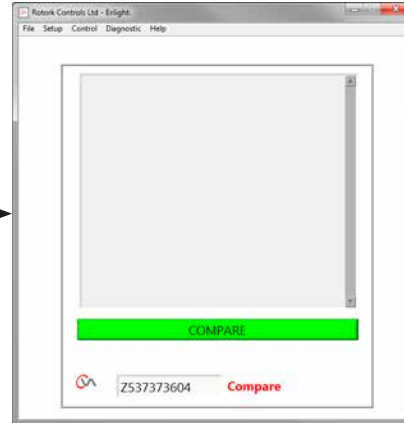 Rotork Controls Ltd - Enlight.
File Setup Control Diagnostic Help
COMPARE
Z537373604 Compare